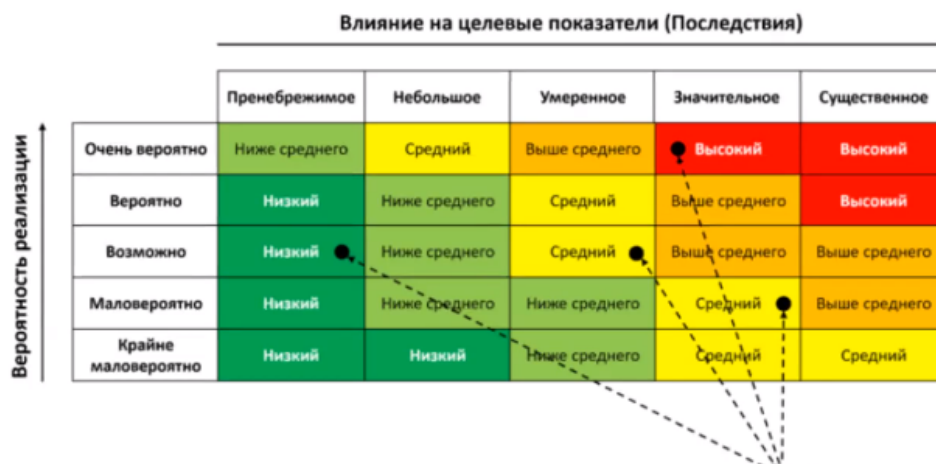 Влияние на целевые показатели (Последствия)
Пренебрежимое Небольшое Умеренное Значительное Существенное
Вероятность реализации
Очень вероятно Ниже среднего Средний Выше среднего Высокий Высокий
Вероятно Низкий Ниже среднего Средний Выше среднего Высокий
Возможно Низкий Ниже среднего Средний Выше среднего Выше среднего
Маловероятно Низкий Ниже среднего Ниже среднего Средний Выше среднего
Крайне
маловероятно Низкий Низкий Ниже среднего Средний Средний